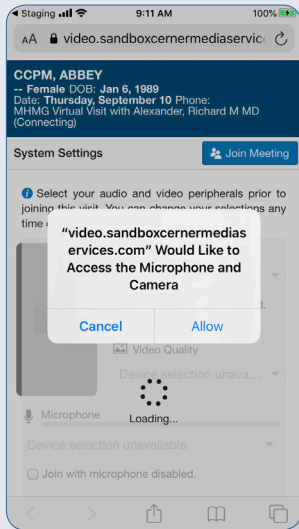 Staging
9:11 AM
100%
AA video.sandboxcernermediaservic
CCPM, ABBEY
-- Female DOB: Jan 6, 1989
Date: Thursday, September 10 Phone:
MHMG Virtual Visit with Alexander, Richard M MD
(Connecting)
System Settings
Join Meeting
Select your audio and video peripherals prior to
joining this visit. You can change your selections any
time
"video.sandboxcernermedias
ervices.com" Would Like to
Access the Microphone and
Camera
Cancel
Allow
Video Quality
Device selection unava...
Loading...
Microphone
Device selection unavailable
Join with microphone disabled.